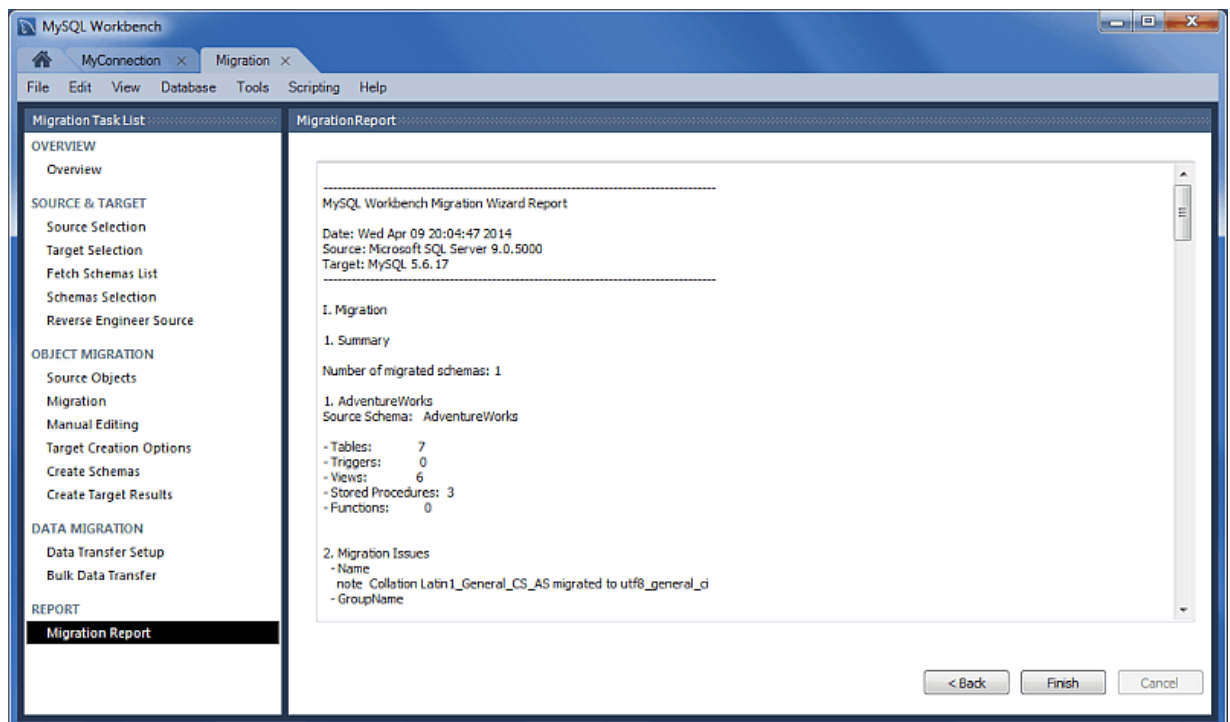 MySQL Workbench
MyConnection
Migration
File Edit View Database Tools Scripting Help
Migration Task List
OVERVIEW
Overview
SOURCE & TARGET
Source Selection
Target Selection
Fetch Schemas List
Schemas Selection
Reverse Engineer Source
OBJECT MIGRATION
Source Objects
Migration
Manual Editing
Target Creation Options
Create Schemas
Create Target Results
DATA MIGRATION
Data Transfer Setup
Bulk Data Transfer
REPORT
Migration Report
MigrationReport
------------------------------------------------------------------------------------
MySQL Workbench Migration Wizard Report
Date: Wed Apr 09 20:04:47 2014
Source: Microsoft SQL Server 9.0.5000
Target: MySQL 5.6.17
------------------------------------------------------------------------------------
I. Migration
1. Summary
Number of migrated schemas: 1
1. AdventureWorks
Source Schema: AdventureWorks
- Tables: 7
- Triggers: 0
- Views: 6
- Stored Procedures: 3
- Functions: 0
2. Migration Issues
- Name
note Collation Latin1_General_CS_AS migrated to utf8_general_ci
- GroupName
< Back Finish Cancel